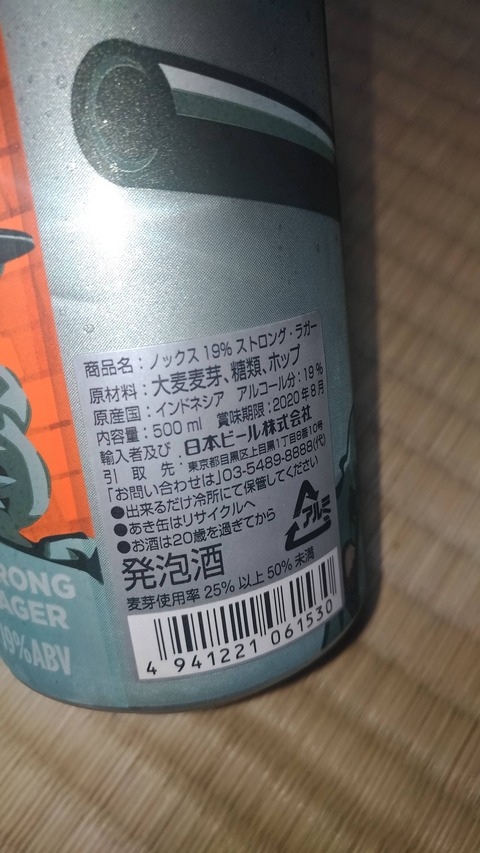 商品名：ノックス 19% ストロング・ラガー
原材料：大麦麦芽、糖類、ホップ
原産国：インドネシア アルコール分：19%
内容量：500 ml 賞味期限：2020年8月
輸入者及び
引取先：日本ビール株式会社
東京都目黒区上目黒1丁目8番10号
「お問い合わせは」03-5489-8888(代)
●出来るだけ冷所にて保管してください
●あき缶はリサイクルへ
●お酒は20歳を過ぎてから
アルミ
発泡酒
麦芽使用率 25% 以上 50% 未満
4 941221 061530
RONG
AGER
19%ABV